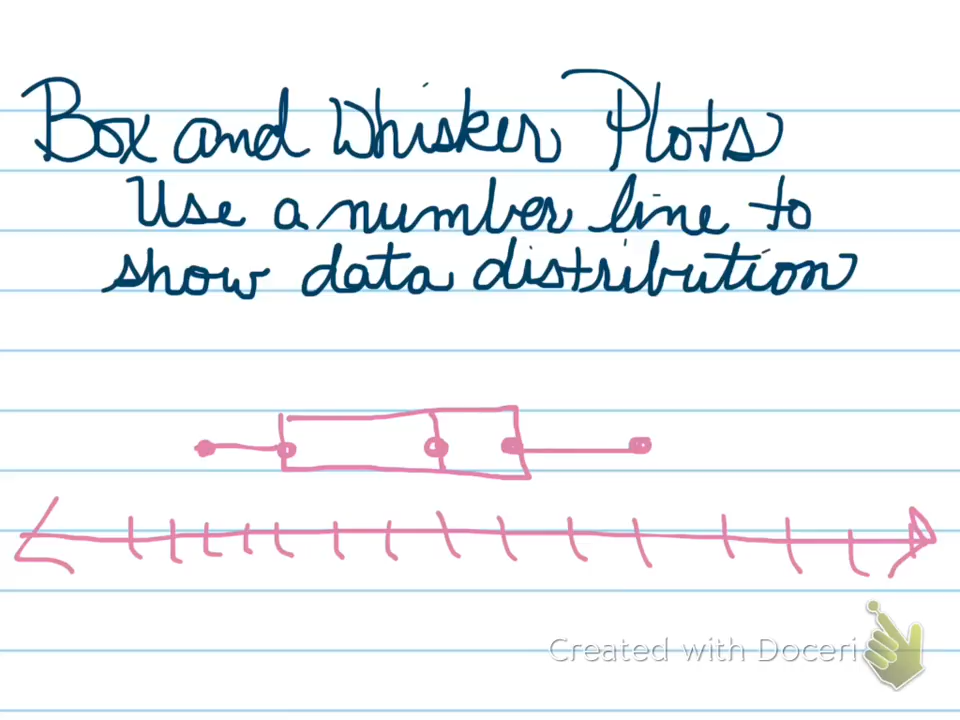 Box and Whisker Plots
Use a number line to
show data distribution
Created with Doceri